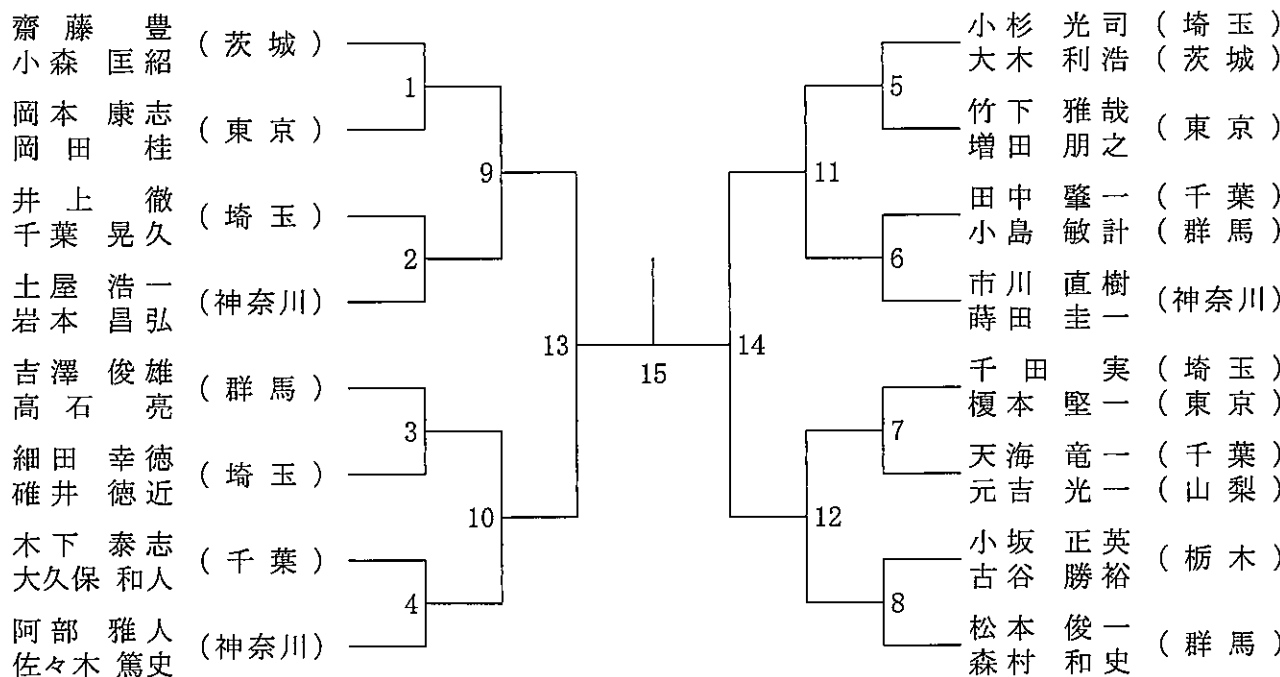 齋藤 豊
小森 匡紹
(茨城)
岡本 康志
岡田 桂
(東京)
井上 徹
千葉 晃久
(埼玉)
土屋 浩一
岩本 昌弘
(神奈川)
吉澤 俊雄
高石 亮
(群馬)
細田 幸徳
碓井 徳近
(埼玉)
木下 泰志
大久保 和人
(千葉)
阿部 雅人
佐々木 篤史
(神奈川)
1
2
3
4
9
10
13
15
14
11
12
5
6
7
8
小杉 光司 (埼玉)
大木 利浩 (茨城)
竹下 雅哉
増田 朋之
(東京)
田中 肇一 (千葉)
小島 敏計 (群馬)
市川 直樹
蒔田 圭一
(神奈川)
千田 実 (埼玉)
榎本 堅一 (東京)
天海 竜一 (千葉)
元吉 光一 (山梨)
小坂 正英
古谷 勝裕
(栃木)
松本 俊一
森村 和史
(群馬)